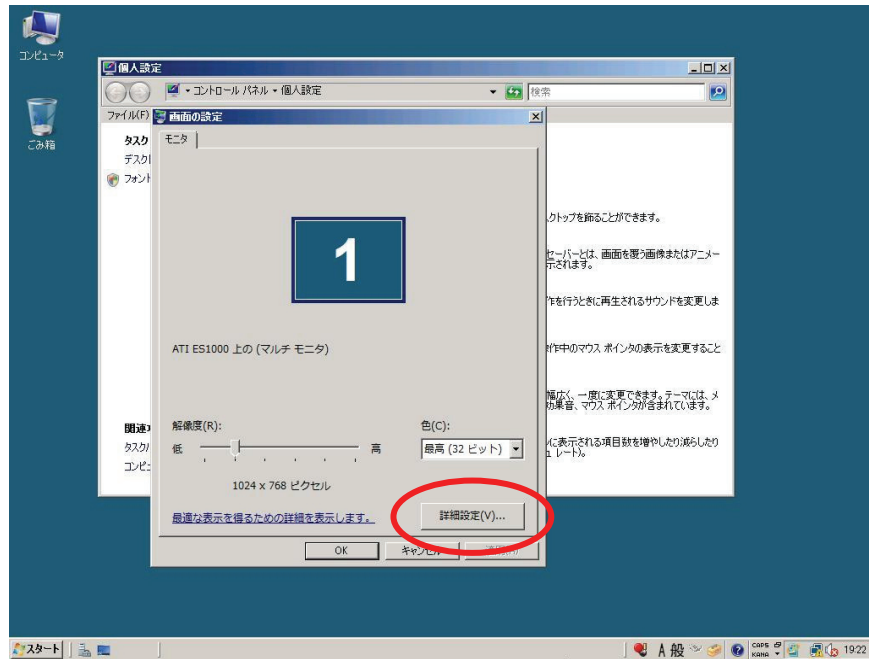 コンピュータ
ごみ箱
個人設定
コントロール パネル
個人設定
検索
ファイル(F)
画面の設定
タスク
モニタ
デスク
フォント
クトップを飾ることができます。
セーバーとは、画面を覆う画像またはアニメー
示されます。
作を行うときに再生されるサウンドを変更しま
1
ATI ES1000 上の (マルチ モニタ)
作中のマウス ポインタの表示を変更すること
幅広く、一度に変更できます。テーマには、メ
効果音、マウス ポインタが含まれています。
関連
解像度(R):
色(C):
タスクバ
低
高
最高 (32 ビット)
に表示される項目数を増やしたり減らしたり
レート)。
コンピ
1024 x 768 ピクセル
最適な表示を得るための詳細を表示します。
詳細設定(V)...
OK
キャンセル
スタート
A 般
CAPS
KANA
19:22